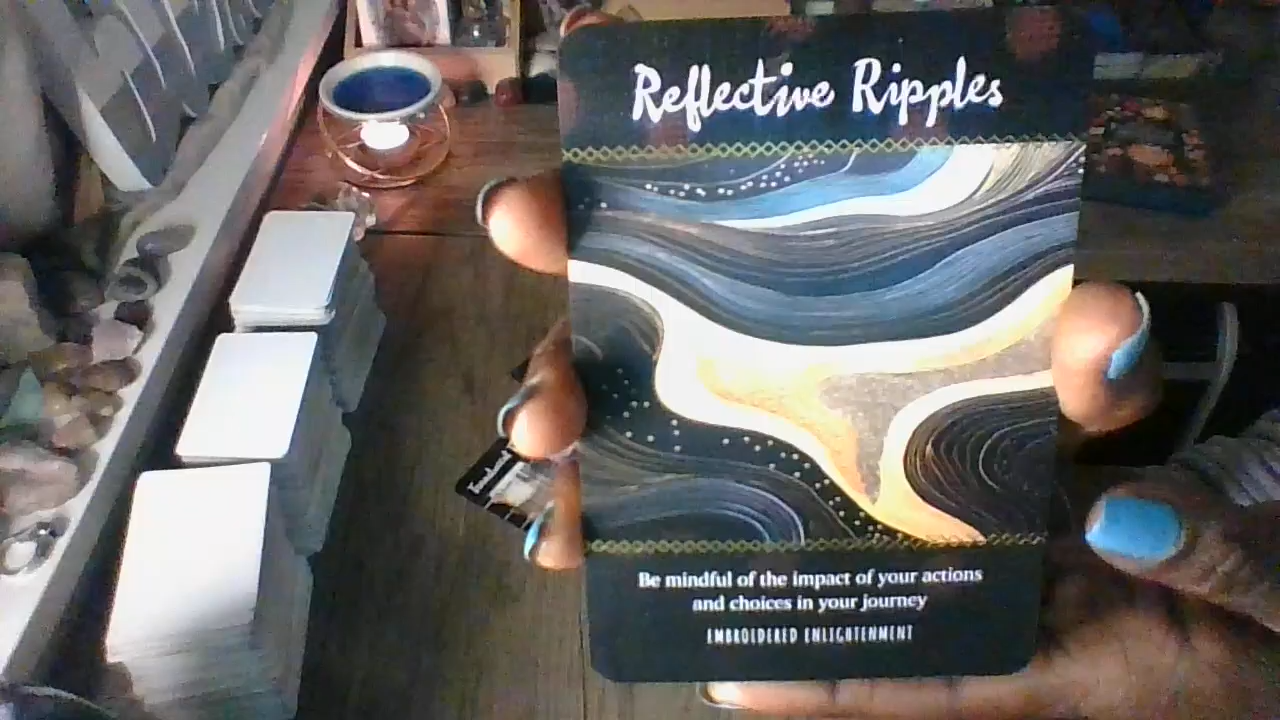 Reflective Ripples
Be mindful of the impact of your actions
and choices in your journey
EMBROIDERED ENLIGHTENMENT